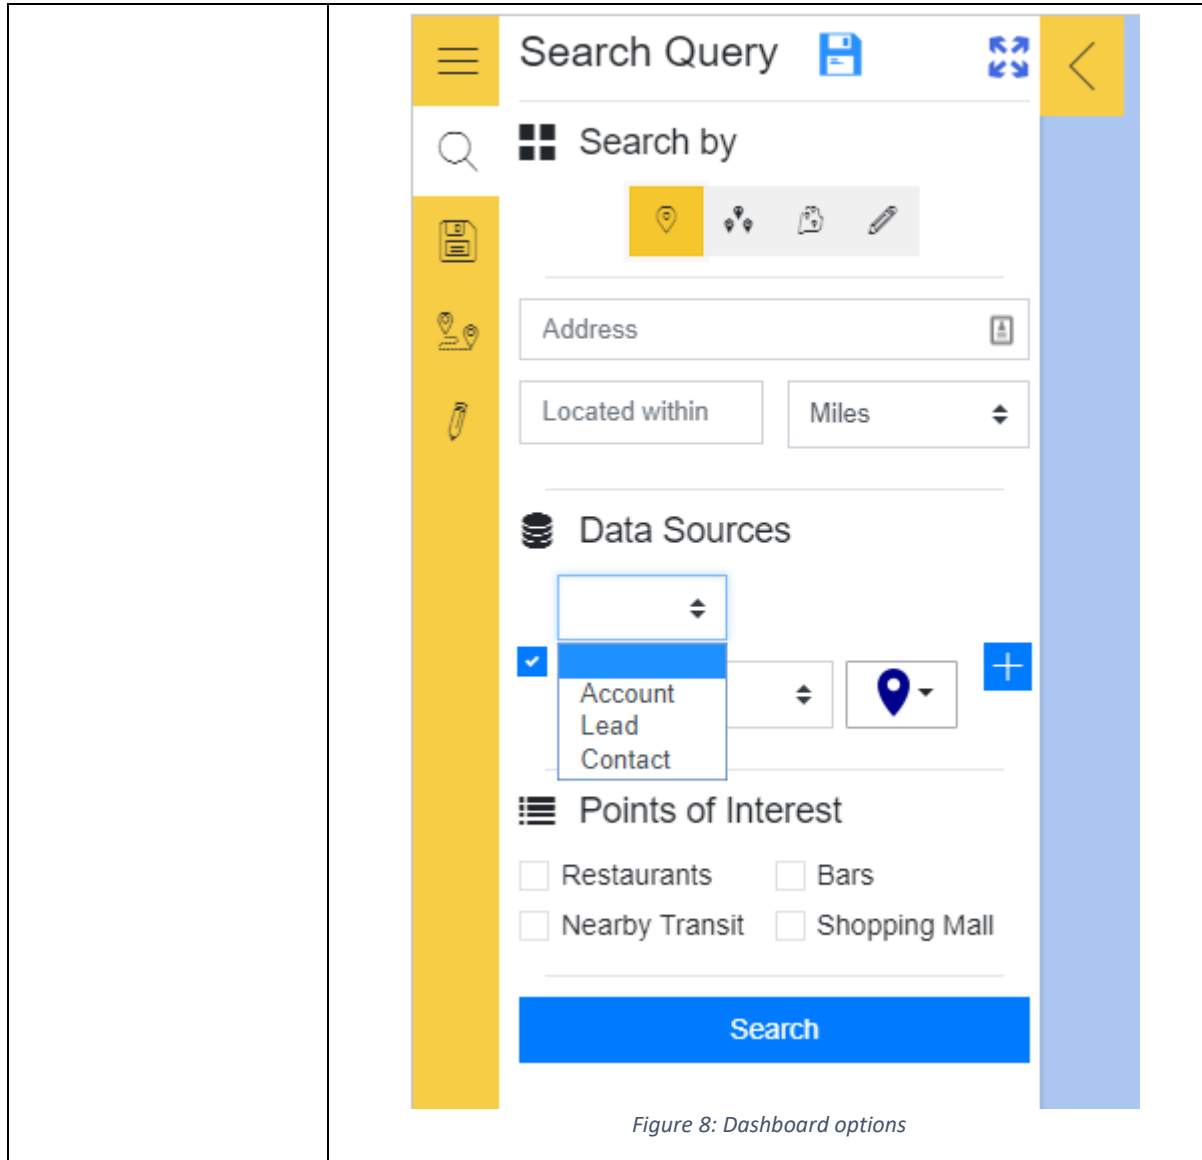 Search Query
Search by
Address
Located within Miles
Data Sources
Account
Lead
Contact
Points of Interest
Restaurants Bars
Nearby Transit Shopping Mall
Search
Figure 8: Dashboard options